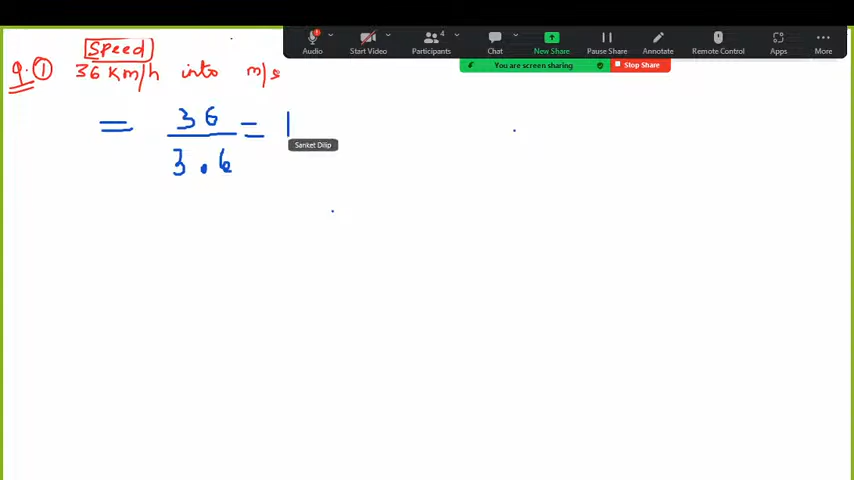 Speed
Q.① 36 km/h into m/s
= 36 = 1
3.6
Audio Start Video Participants 4 Chat New Share Pause Share Annotate Remote Control Apps More
You are screen sharing Stop Share
Sanket Dilip